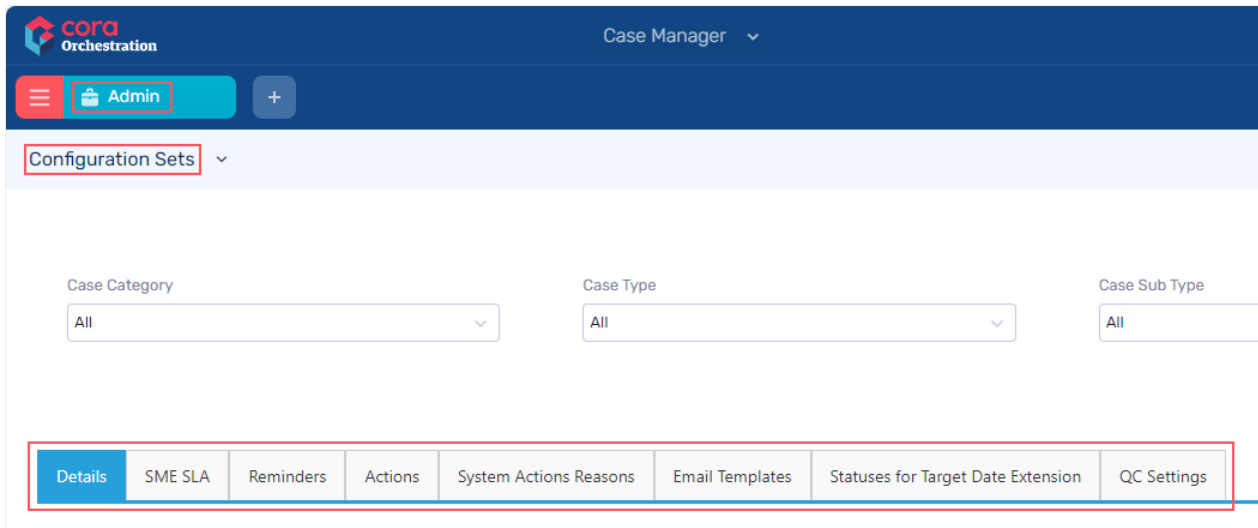 cora
Orchestration
Case Manager
Admin
+
Configuration Sets
Case Category Case Type Case Sub Type
All All All
Details SME SLA Reminders Actions System Actions Reasons Email Templates Statuses for Target Date Extension QC Settings